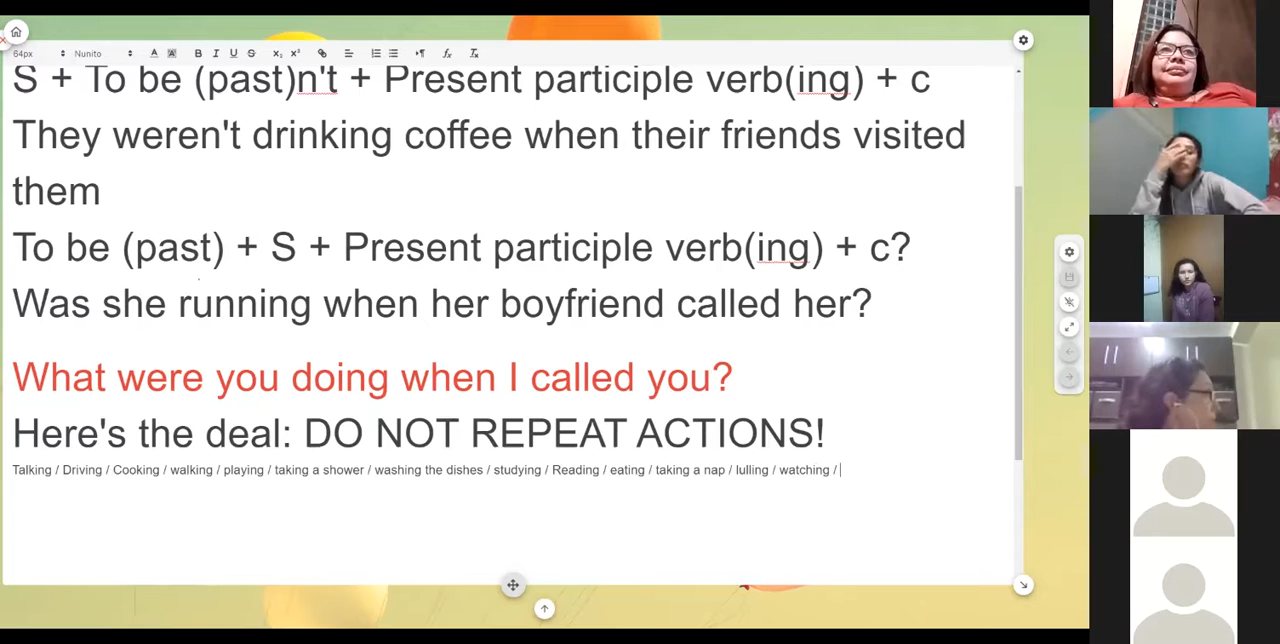 64px Nunito
S + To be (past)n't + Present participle verb(ing) + c
They weren't drinking coffee when their friends visited
them
To be (past) + S + Present participle verb(ing) + c?
Was she running when her boyfriend called her?
What were you doing when I called you?
Here's the deal: DO NOT REPEAT ACTIONS!
Talking / Driving / Cooking / walking / playing / taking a shower / washing the dishes / studying / Reading / eating / taking a nap / lulling / watching /